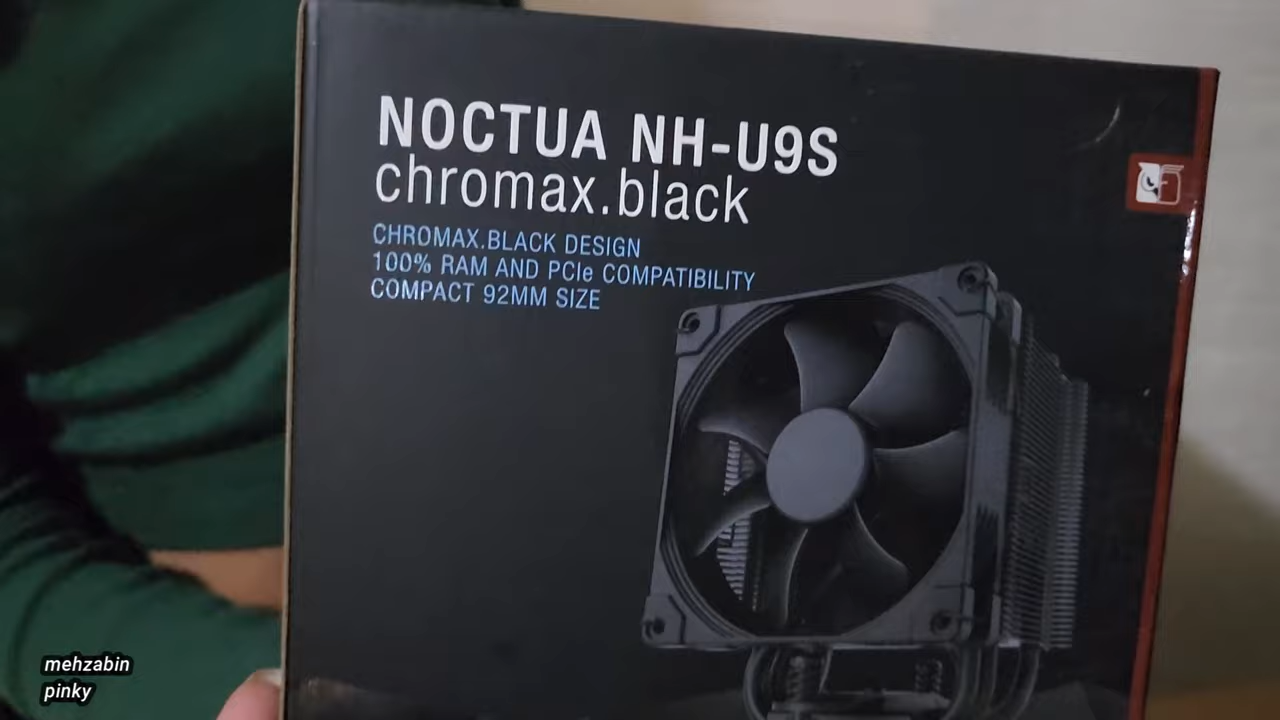 NOCTUA NH-U9S
chromax.black
CHROMAX.BLACK DESIGN
100% RAM AND PCIe COMPATIBILITY
COMPACT 92MM SIZE
mehzabin
pinky